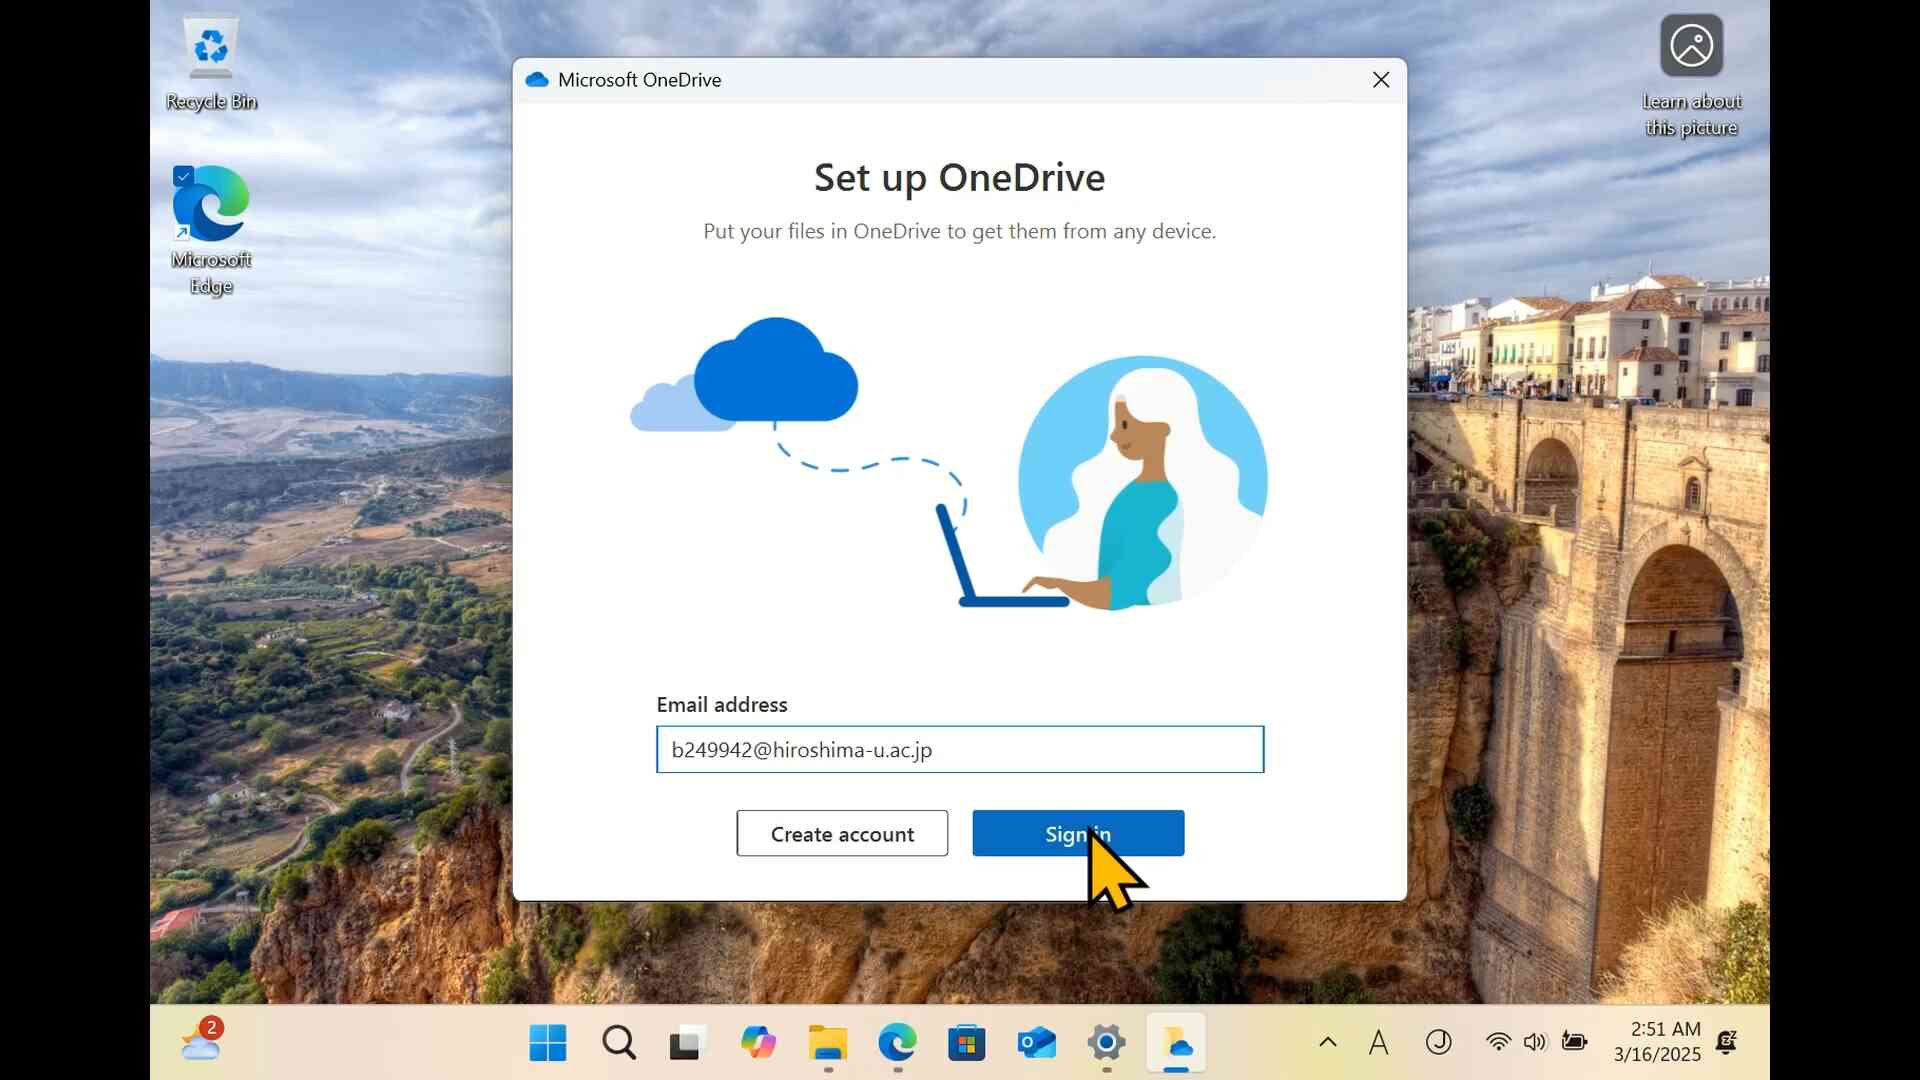 Recycle Bin
Microsoft
Edge
Learn about
this picture
Microsoft OneDrive
Set up OneDrive
Put your files in OneDrive to get them from any device.
Email address
b249942@hiroshima-u.ac.jp
Create account
Sign in
2
A
J
2:51 AM
3/16/2025